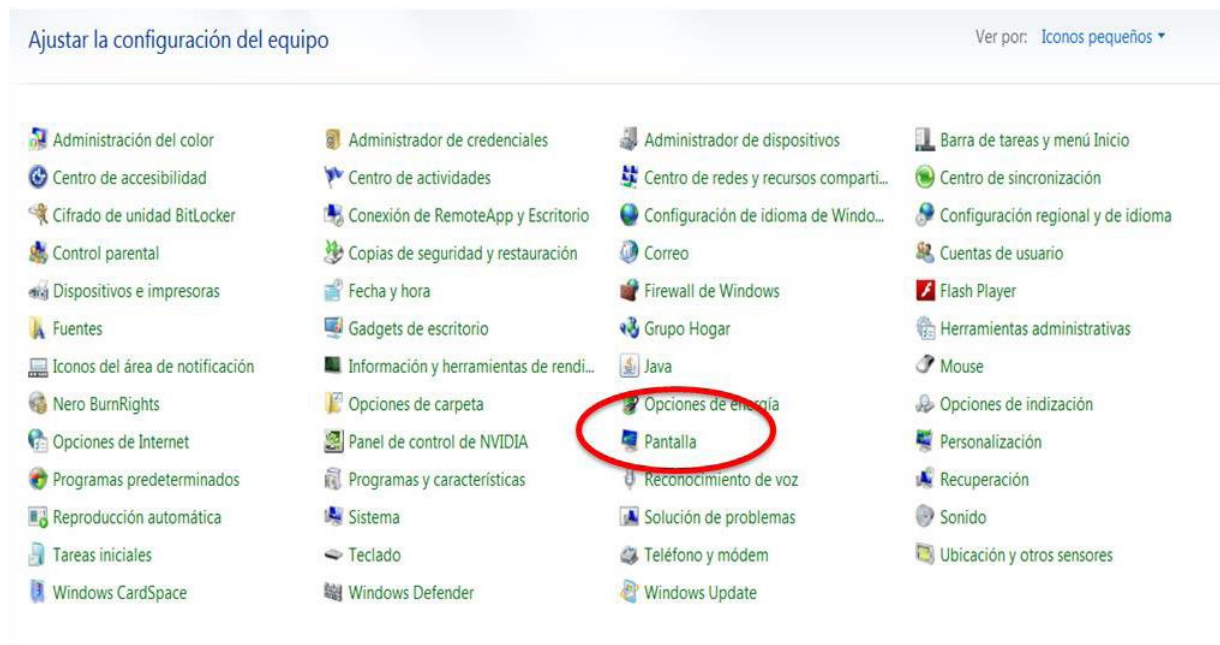 Ajustar la configuración del equipo
Ver por: Iconos pequeños
Administración del color
Administrador de credenciales
Administrador de dispositivos
Barra de tareas y menú Inicio
Centro de accesibilidad
Centro de actividades
Centro de redes y recursos comparti...
Centro de sincronización
Cifrado de unidad BitLocker
Conexión de RemoteApp y Escritorio
Configuración de idioma de Windo...
Configuración regional y de idioma
Control parental
Copias de seguridad y restauración
Correo
Cuentas de usuario
Dispositivos e impresoras
Fecha y hora
Firewall de Windows
Flash Player
Fuentes
Gadgets de escritorio
Grupo Hogar
Herramientas administrativas
Iconos del área de notificación
Información y herramientas de rendi...
Java
Mouse
Nero BurnRights
Opciones de carpeta
Opciones de energía
Opciones de indización
Opciones de Internet
Panel de control de NVIDIA
Pantalla
Personalización
Programas predeterminados
Programas y características
Reconocimiento de voz
Recuperación
Reproducción automática
Sistema
Solución de problemas
Sonido
Tareas iniciales
Teclado
Teléfono y módem
Ubicación y otros sensores
Windows CardSpace
Windows Defender
Windows Update